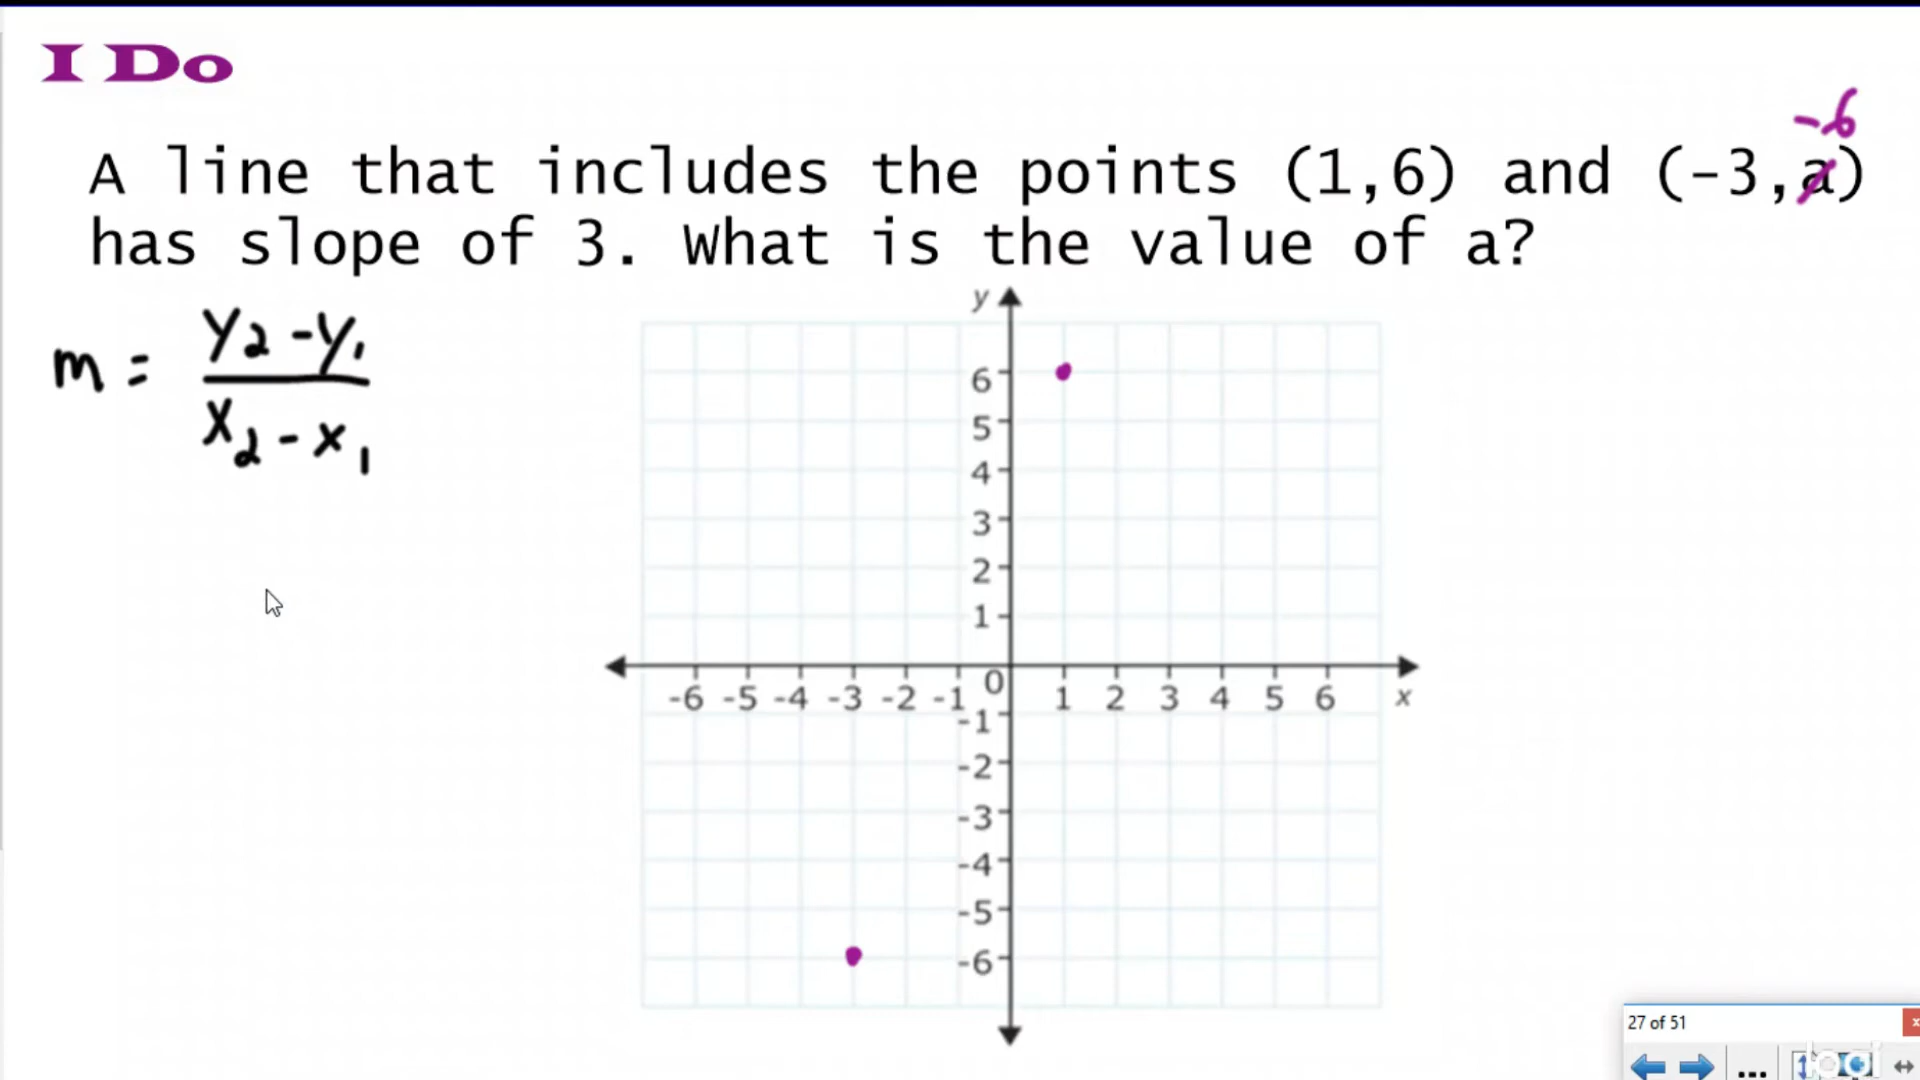 I Do
-6
A line that includes the points (1,6) and (-3,a)
has slope of 3. What is the value of a?
m = y2 - y1
x2 - x1
y
6
5
4
3
2
1
-6 -5 -4 -3 -2 -1 0 1 2 3 4 5 6 x
-1
-2
-3
-4
-5
-6
27 of 51
...